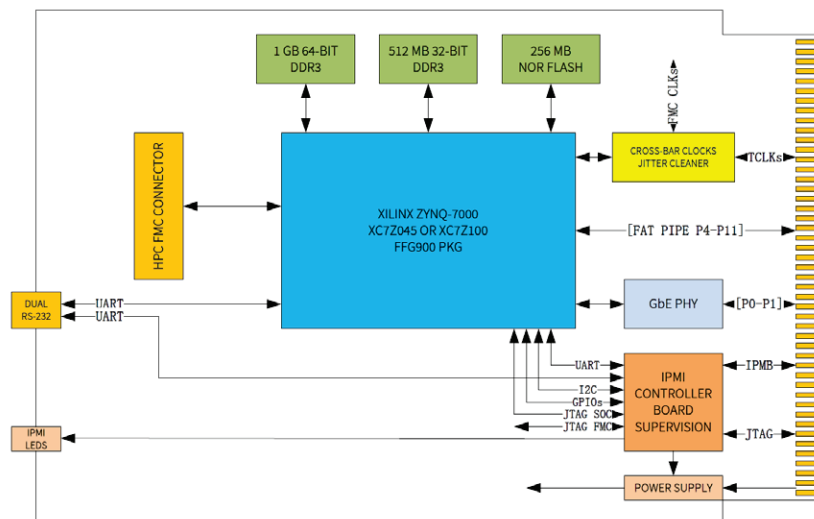 1 GB 64-BIT
DDR3
512 MB 32-BIT
DDR3
256 MB
NOR FLASH
FMC CLKs
HPC FMC CONNECTOR
XILINX ZYNQ-7000
XC7Z045 OR XC7Z100
FFG900 PKG
CROSS-BAR CLOCKS
JITTER CLEANER
TCLKs
[FAT PIPE P4-P11]
DUAL
RS-232
UART
UART
GbE PHY
[P0-P1]
UART
I2C
GPIOs
JTAG SOC
JTAG FMC
IPMI
CONTROLLER
BOARD
SUPERVISION
IPMB
JTAG
IPMI
LEDS
POWER SUPPLY